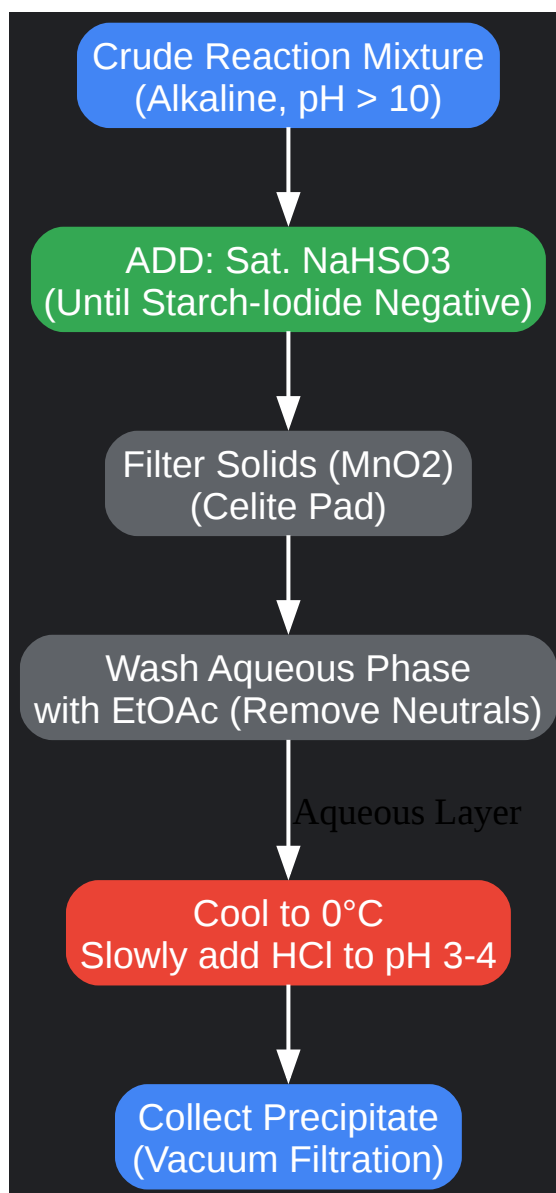 Crude Reaction Mixture
(Alkaline, pH > 10)
ADD: Sat. NaHSO3
(Until Starch-Iodide Negative)
Filter Solids (MnO2)
(Celite Pad)
Wash Aqueous Phase
with EtOAc (Remove Neutrals)
Aqueous Layer
Cool to 0°C
Slowly add HCl to pH 3-4
Collect Precipitate
(Vacuum Filtration)